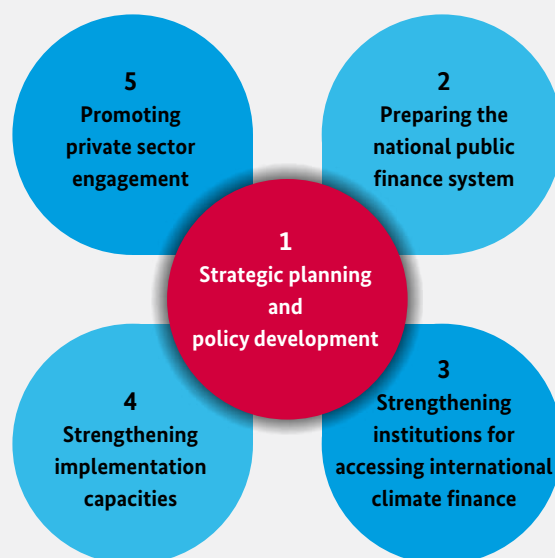 5
Promoting
private sector
engagement
2
Preparing the
national public
finance system
1
Strategic planning
and
policy development
4
Strengthening
implementation
capacities
3
Strengthening
institutions for
accessing international
climate finance